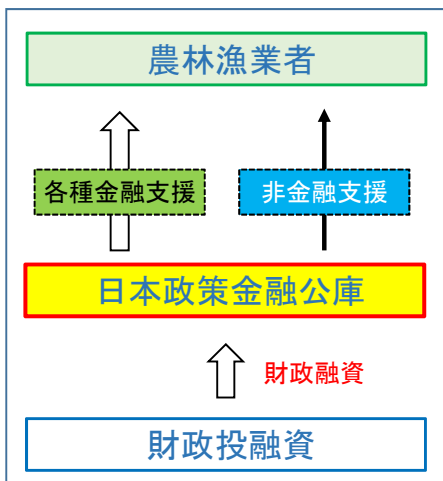 農林漁業者
各種金融支援
非金融支援
日本政策金融公庫
財政融資
財政投融資